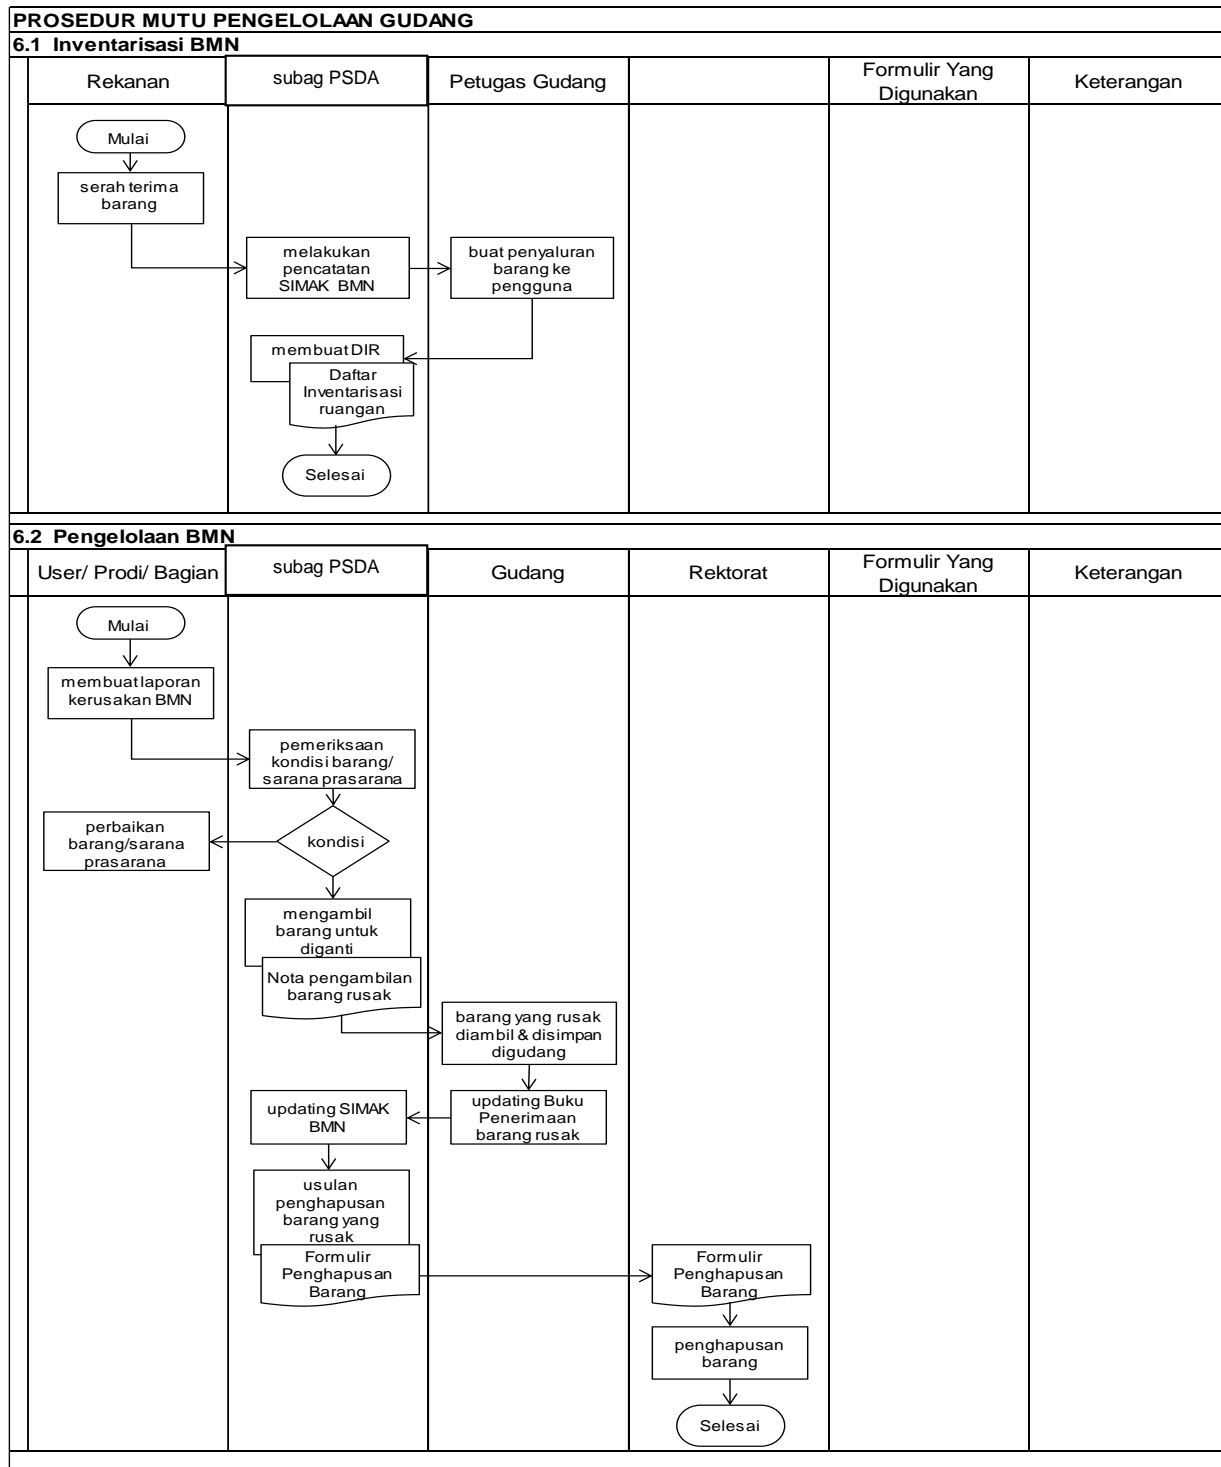 PROSEDUR MUTU PENGELOLAAN GUDANG
6.1 Inventarisasi BMN
Rekanan
subag PSDA
Petugas Gudang
Formulir Yang
Digunakan
Keterangan
Mulai
serah terima
barang
melakukan
pencatatan
SIMAK BMN
buat penyaluran
barang ke
pengguna
membuat DIR
Daftar
Inventarisasi
ruangan
Selesai
6.2 Pengelolaan BMN
User/ Prodi/ Bagian
subag PSDA
Gudang
Rektorat
Formulir Yang
Digunakan
Keterangan
Mulai
membuat laporan
kerusakan BMN
pemeriksaan
kondisi barang/
sarana prasarana
perbaikan
barang/sarana
prasarana
kondisi
mengambil
barang untuk
diganti
Nota pengambilan
barang rusak
barang yang rusak
diambil & disimpan
digudang
updating SIMAK
BMN
updating Buku
Penerimaan
barang rusak
usulan
penghapusan
barang yang
rusak
Formulir
Penghapusan
Barang
Formulir
Penghapusan
Barang
penghapusan
barang
Selesai